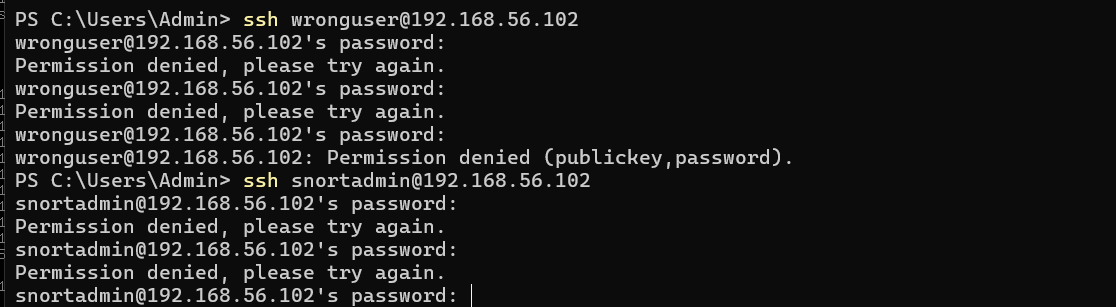 PS C:\Users\Admin> ssh wronguser@192.168.56.102
wronguser@192.168.56.102's password:
Permission denied, please try again.
wronguser@192.168.56.102's password:
Permission denied, please try again.
wronguser@192.168.56.102's password:
wronguser@192.168.56.102: Permission denied (publickey,password).
PS C:\Users\Admin> ssh snortadmin@192.168.56.102
snortadmin@192.168.56.102's password:
Permission denied, please try again.
snortadmin@192.168.56.102's password:
Permission denied, please try again.
snortadmin@192.168.56.102's password: